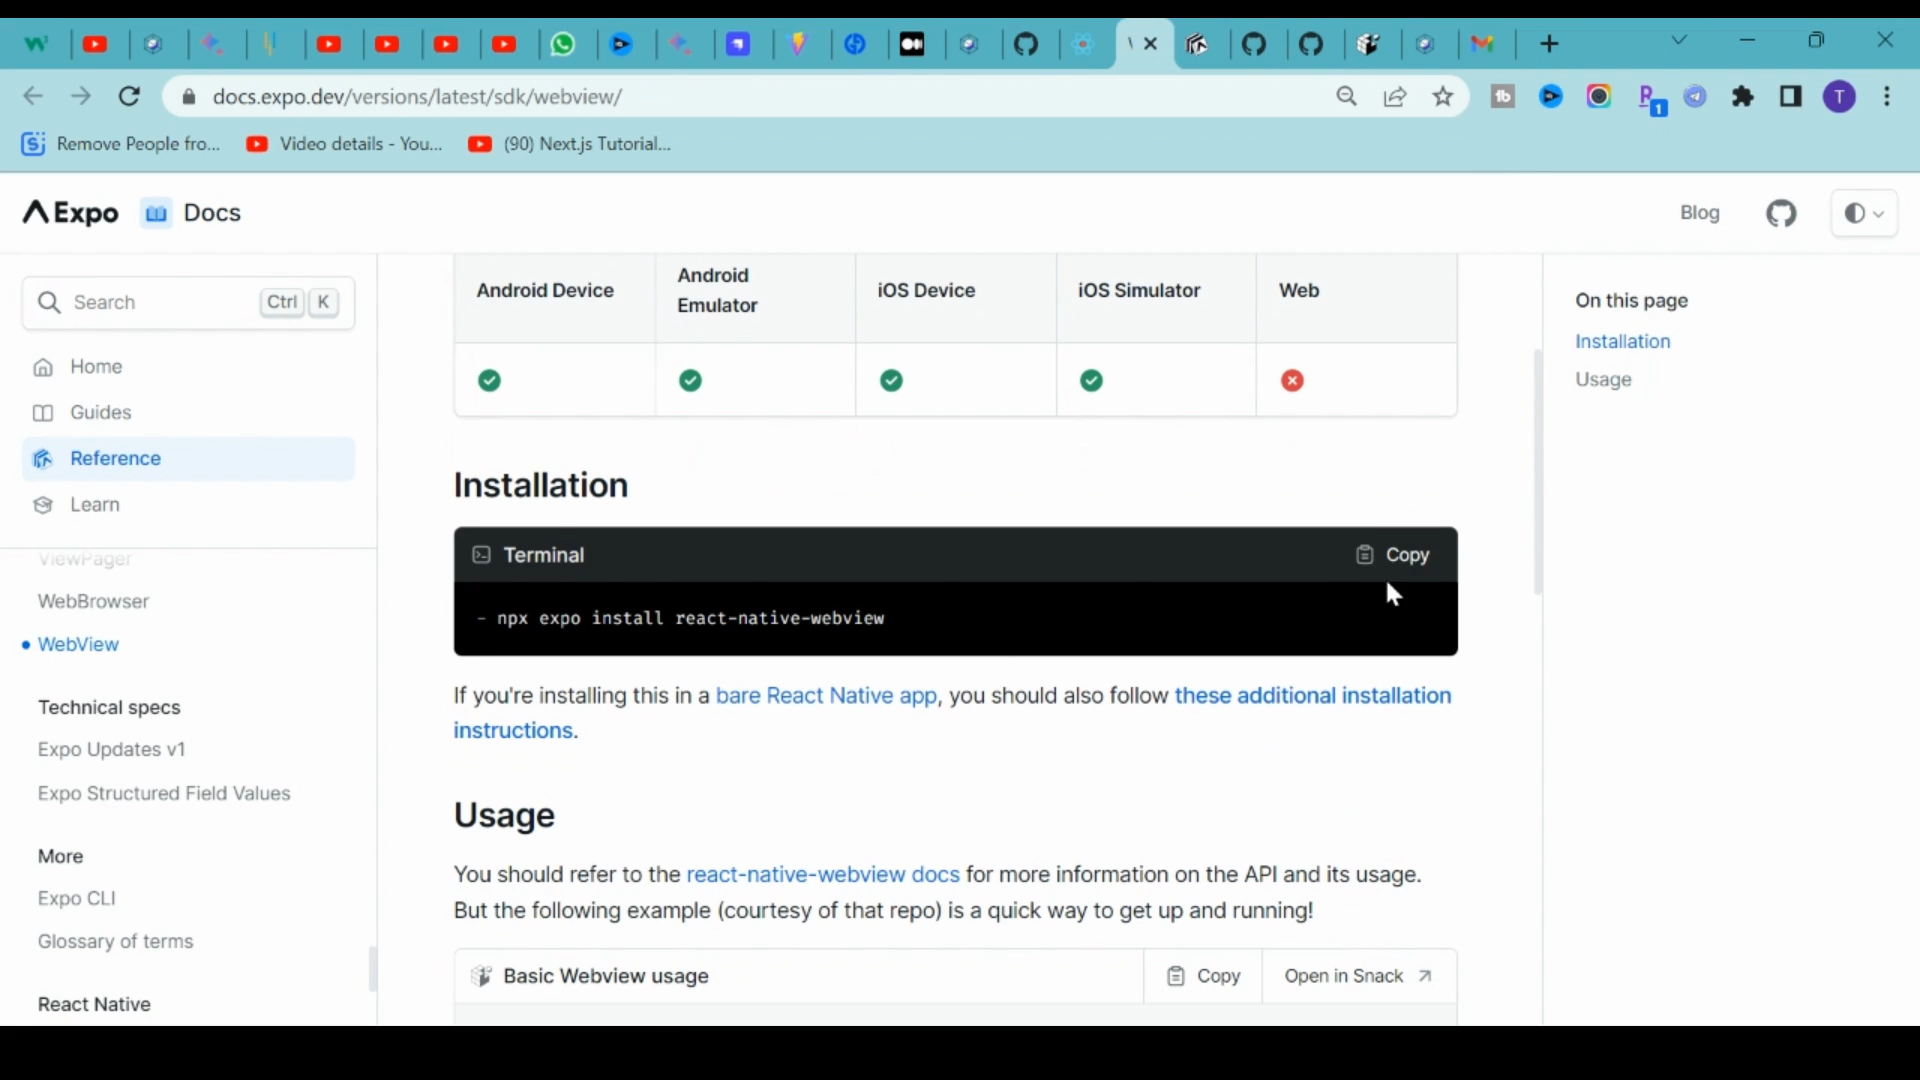 docs.expo.dev/versions/latest/sdk/webview/
T
1
Remove People fro...
Video details - You...
(90) Next.js Tutorial...
Expo
Docs
Blog
Search
Ctrl
K
Home
Guides
Reference
Learn
ViewPager
WebBrowser
WebView
Technical specs
Expo Updates v1
Expo Structured Field Values
More
Expo CLI
Glossary of terms
React Native
Android Device
Android
Emulator
iOS Device
iOS Simulator
Web
Installation
Terminal
Copy
- npx expo install react-native-webview
If you're installing this in a bare React Native app, you should also follow these additional installation
instructions.
Usage
You should refer to the react-native-webview docs for more information on the API and its usage.
But the following example (courtesy of that repo) is a quick way to get up and running!
Basic Webview usage
Copy
Open in Snack
On this page
Installation
Usage